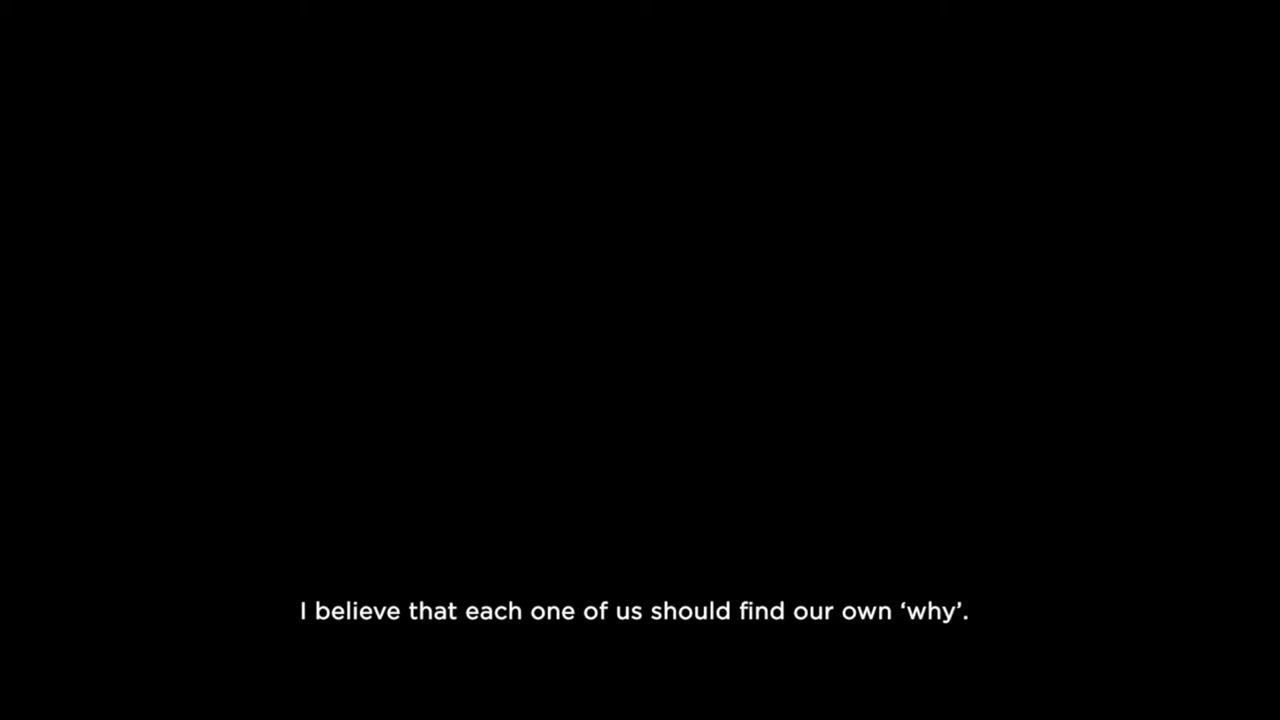 I believe that each one of us should find our own ‘why’.